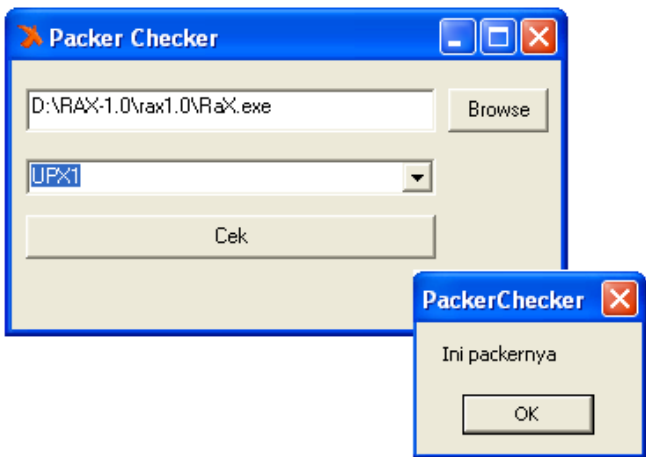 Packer Checker
D:\RAX-1.0\rax1.0\RaX.exe
Browse
UPX1
Cek
PackerChecker
Ini packernya
OK